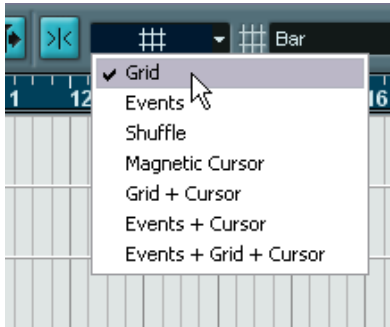 Bar
1 12 16
Grid
Events
Shuffle
Magnetic Cursor
Grid + Cursor
Events + Cursor
Events + Grid + Cursor